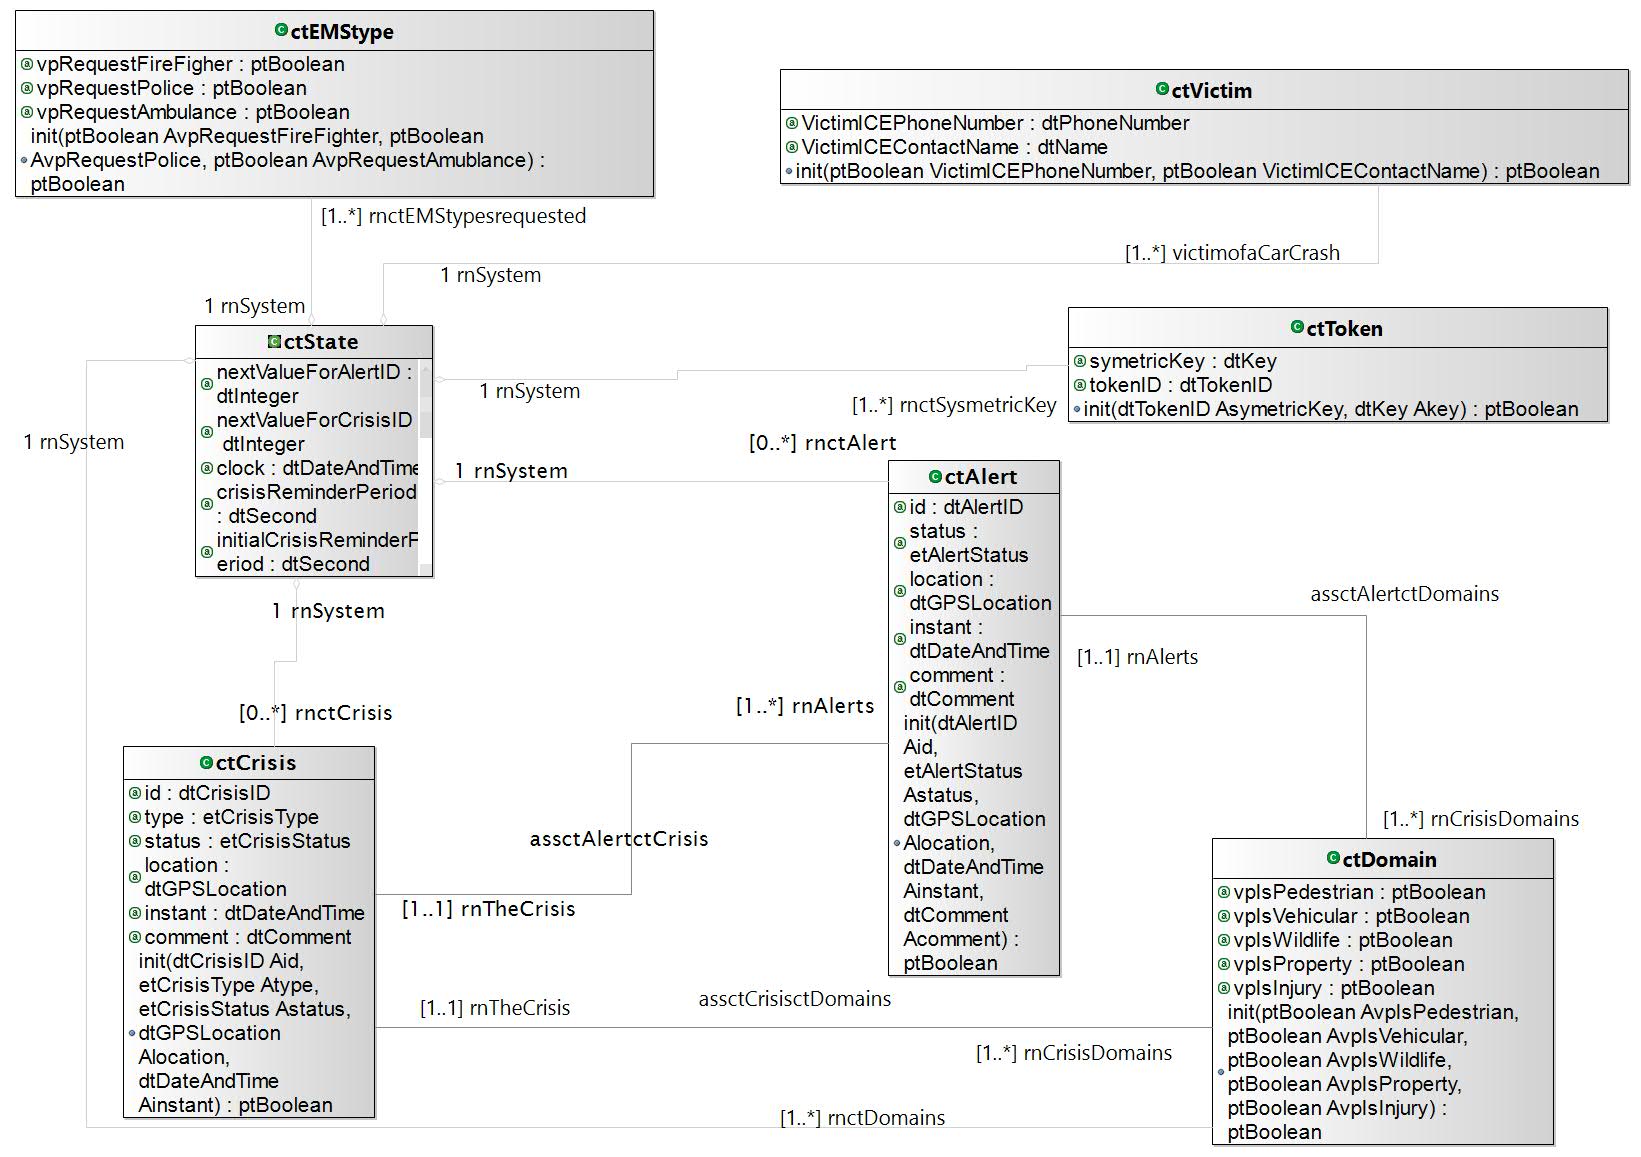 ctEMStype
vpRequestFireFigher : ptBoolean
vpRequestPolice : ptBoolean
vpRequestAmbulance : ptBoolean
init(ptBoolean AvpRequestFireFighter, ptBoolean
AvpRequestPolice, ptBoolean AvpRequestAmublance) :
ptBoolean
[1..*] rnctEMStypesrequested
1 rnSystem
ctVictim
VictimICEPhoneNumber : dtPhoneNumber
VictimICEContactName : dtName
init(ptBoolean VictimICEPhoneNumber, ptBoolean VictimICEContactName) : ptBoolean
[1..*] victimofaCarCrash
1 rnSystem
ctToken
symetricKey : dtKey
tokenID : dtTokenID
init(dtTokenID AsymetricKey, dtKey Akey) : ptBoolean
1 rnSystem
[1..*] rnctSysmetricKey
ctState
nextValueForAlertID :
dtInteger
nextValueForCrisisID
dtInteger
clock : dtDateAndTime
crisisReminderPeriod
: dtSecond
initialCrisisReminderP
eriod : dtSecond
1 rnSystem
[0..*] rnctAlert
1 rnSystem
1 rnSystem
[0..*] rnctCrisis
ctAlert
id : dtAlertID
status :
etAlertStatus
location :
dtGPSLocation
instant :
dtDateAndTime
comment :
dtComment
init(dtAlertID
Aid,
etAlertStatus
Astatus,
dtGPSLocation
Alocation,
dtDateAndTime
Ainstant,
dtComment
Acomment) :
ptBoolean
assctAlertctDomains
[1..1] rnAlerts
[1..*] rnCrisisDomains
[1..*] rnAlerts
assctAlertctCrisis
[1..1] rnTheCrisis
ctCrisis
id : dtCrisisID
type : etCrisisType
status : etCrisisStatus
location :
dtGPSLocation
instant : dtDateAndTime
comment : dtComment
init(dtCrisisID Aid,
etCrisisType Atype,
etCrisisStatus Astatus,
dtGPSLocation
Alocation,
dtDateAndTime
Ainstant) : ptBoolean
[1..1] rnTheCrisis
assctCrisisctDomains
[1..*] rnCrisisDomains
[1..*] rnctDomains
ctDomain
vpIsPedestrian : ptBoolean
vpIsVehicular : ptBoolean
vpIsWildlife : ptBoolean
vpIsProperty : ptBoolean
vpIsInjury : ptBoolean
init(ptBoolean AvpIsPedestrian,
ptBoolean AvpIsVehicular,
ptBoolean AvpIsWildlife,
ptBoolean AvpIsProperty,
ptBoolean AvpIsInjury) :
ptBoolean